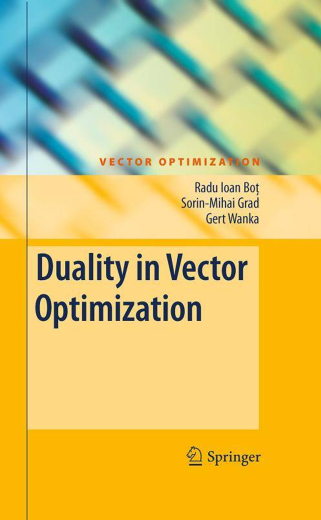 VECTOR OPTIMIZATION
Radu Ioan Boţ
Sorin-Mihai Grad
Gert Wanka
Duality in Vector
Optimization
Springer